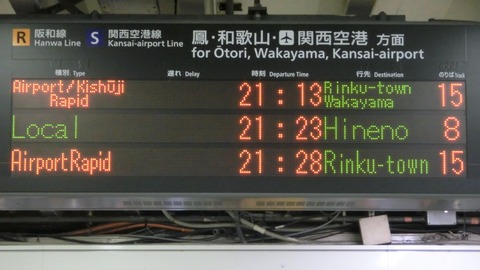 R 阪和線 Hanwa Line S 関西空港線 Kansai-airport Line 鳳・和歌山・関西空港 方面
for Ōtori, Wakayama, Kansai-airport
種別 Type 遅れ Delay 時刻 Departure Time 行先 Destination のりば Track
Airport/Kishūji Rapid 21:13 Rinku-town Wakayama 15
Local 21:23 Hineno 8
AirportRapid 21:28 Rinku-town 15